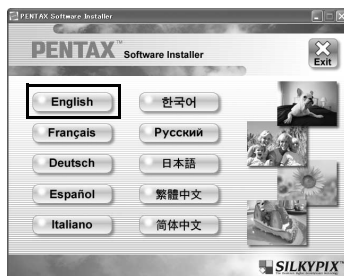 PENTAX Software Installer
PENTAX™ Software Installer
Exit
English
한국어
Français
Русский
Deutsch
日本語
Español
繁體中文
Italiano
简体中文
SILKYPIX